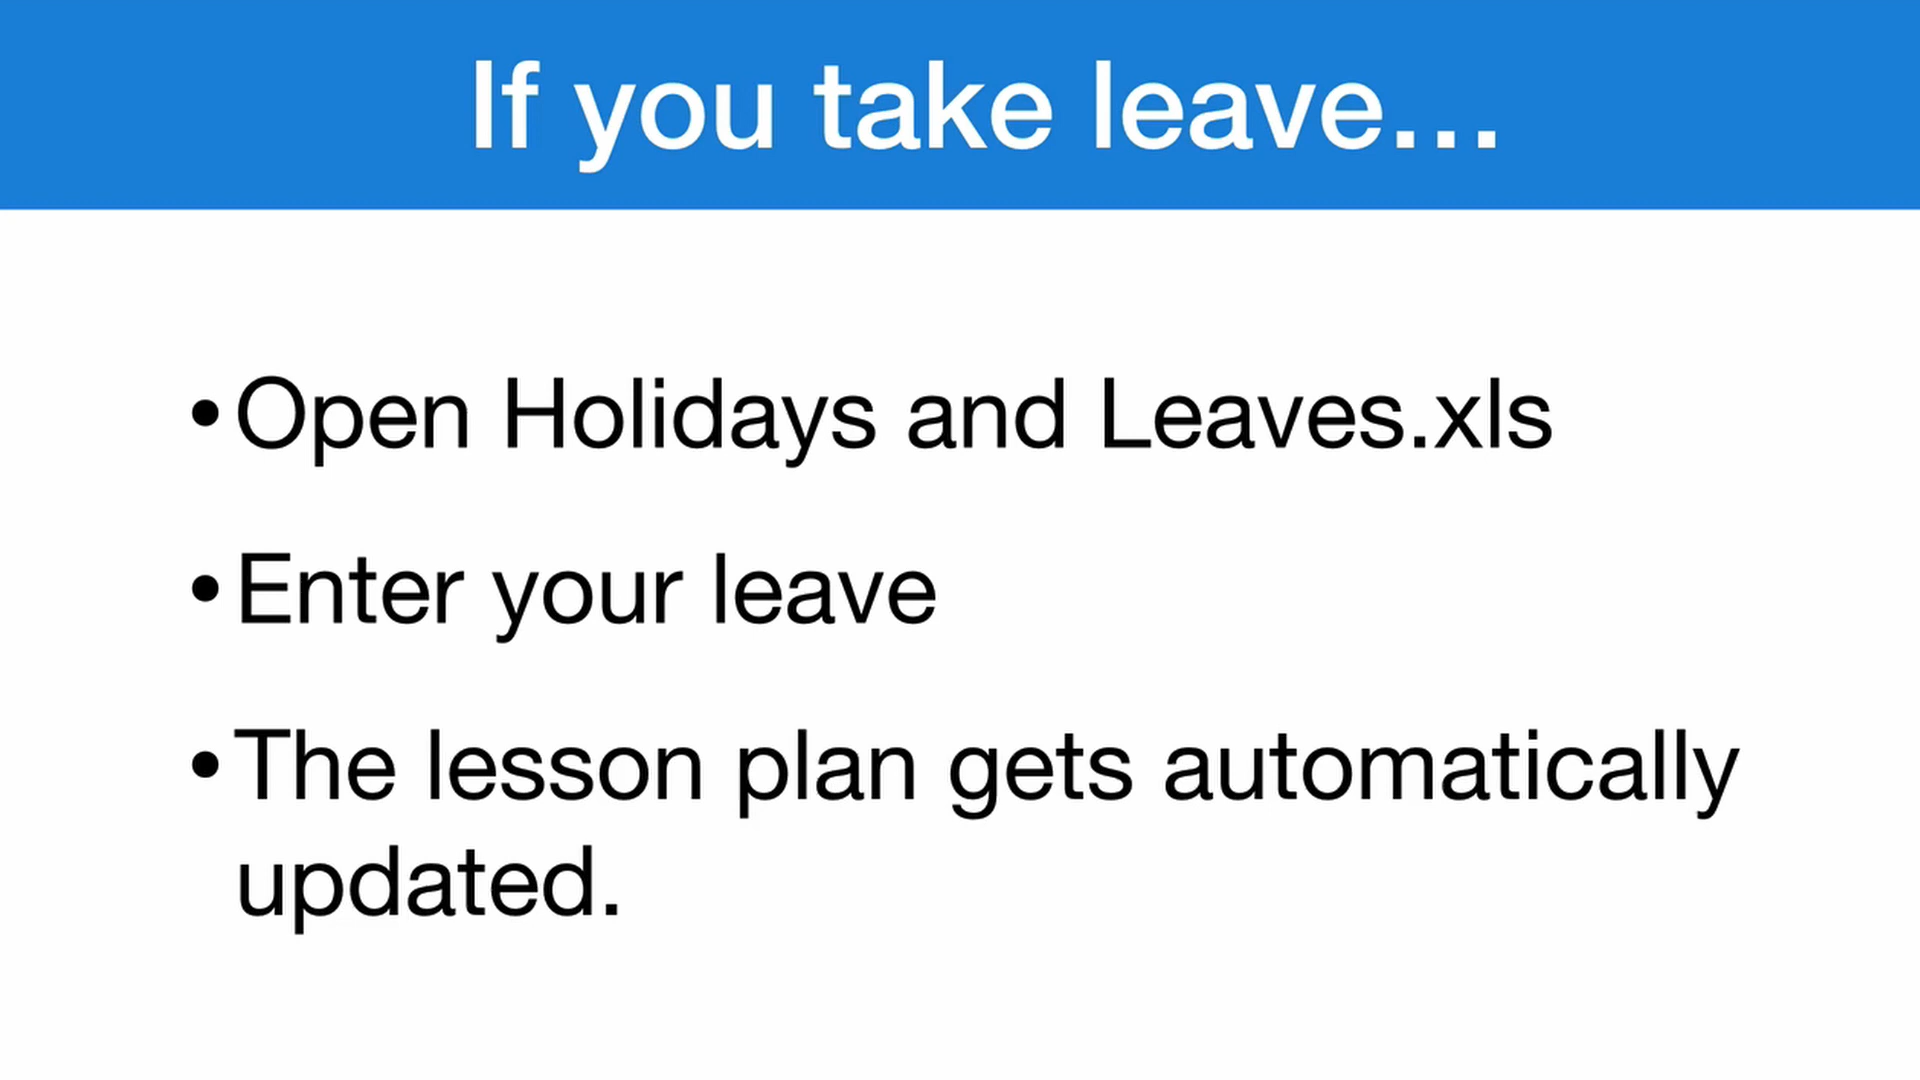 If you take leave...
• Open Holidays and Leaves.xls
• Enter your leave
• The lesson plan gets automatically
updated.